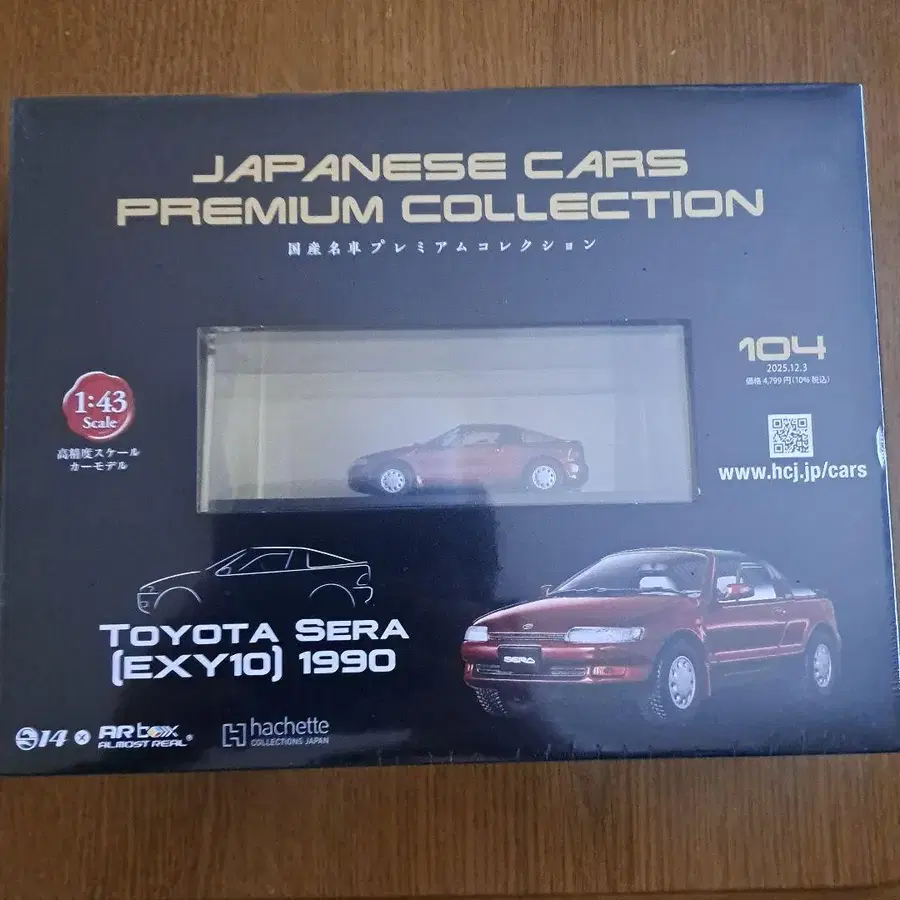 JAPANESE CARS
PREMIUM COLLECTION
国産名車プレミアムコレクション
104
2025.12.3
価格 4,799 円(10%税込)
1:43
Scale
高精度スケール
カーモデル
www.hcj.jp/cars
TOYOTA SERA
(EXY10) 1990
SERA
14 × ARbox
ALMOST REAL®
hachette
COLLECTIONS JAPAN